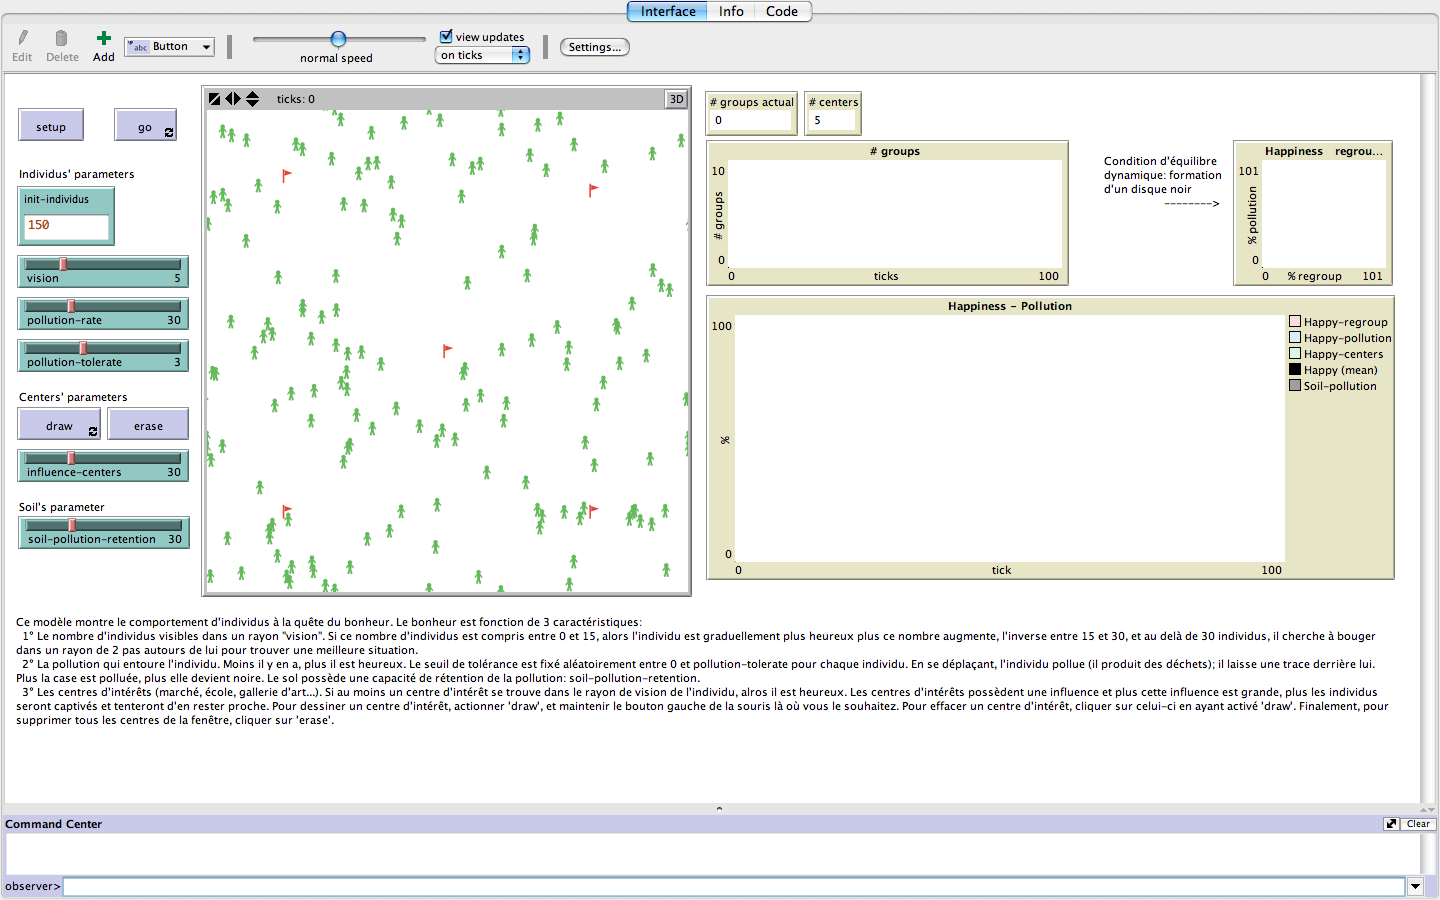 Interface Info Code
Edit Delete Add abc Button normal speed view updates on ticks Settings...
ticks: 0 3D
setup go
Individus' parameters
init-individus
150
vision 5
pollution-rate 30
pollution-tolerate 3
Centers' parameters
draw erase
influence-centers 30
Soil's parameter
soil-pollution-retention 30
# groups actual
0
# centers
5
# groups
10
# groups
0
0 ticks 100
Condition d'équilibre
dynamique: formation
d'un disque noir
-------->
Happiness regrou...
101
% pollution
0
0 % regroup 101
Happiness - Pollution
100
%
0
0 tick 100
Happy-regroup
Happy-pollution
Happy-centers
Happy (mean)
Soil-pollution
Ce modèle montre le comportement d'individus à la quête du bonheur. Le bonheur est fonction de 3 caractéristiques:
1° Le nombre d'individus visibles dans un rayon "vision". Si ce nombre d'individus est compris entre 0 et 15, alors l'individu est graduellement plus heureux plus ce nombre augmente, l'inverse entre 15 et 30, et au delà de 30 individus, il cherche à bouger
dans un rayon de 2 pas autours de lui pour trouver une meilleure situation.
2° La pollution qui entoure l'individu. Moins il y en a, plus il est heureux. Le seuil de tolérance est fixé aléatoirement entre 0 et pollution-tolerate pour chaque individu. En se déplaçant, l'individu pollue (il produit des déchets); il laisse une trace derrière lui.
Plus la case est polluée, plus elle devient noire. Le sol possède une capacité de rétention de la pollution: soil-pollution-retention.
3° Les centres d'intérêts (marché, école, gallerie d'art...). Si au moins un centre d'intérêt se trouve dans le rayon de vision de l'individu, alros il est heureux. Les centres d'intérêts possèdent une influence et plus cette influence est grande, plus les individus
seront captivés et tenteront d'en rester proche. Pour dessiner un centre d'intérêt, actionner 'draw', et maintenir le bouton gauche de la souris là où vous le souhaitez. Pour effacer un centre d'intérêt, cliquer sur celui-ci en ayant activé 'draw'. Finalement, pour
supprimer tous les centres de la fenêtre, cliquer sur 'erase'.
Command Center Clear
observer>